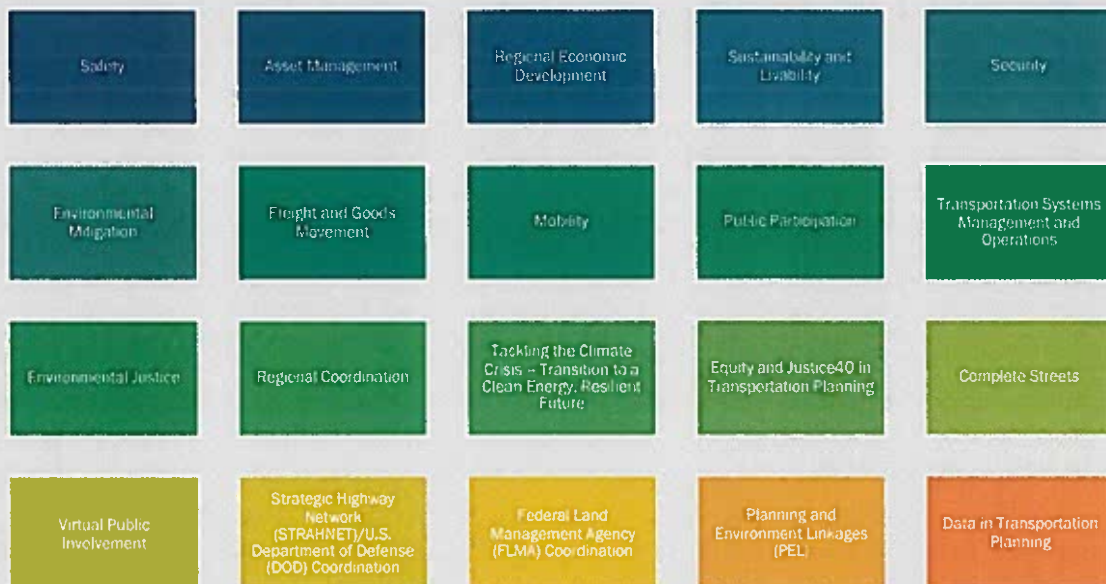 Safety
Asset Management
Regional Economic
Development
Sustainability and
Livability
Security
Environmental
Mitigation
Freight and Goods
Movement
Mobility
Public Participation
Transportation Systems
Management and
Operations
Environmental Justice
Regional Coordination
Tackling the Climate
Crisis – Transition to a
Clean Energy, Resilient
Future
Equity and Justice40 in
Transportation Planning
Complete Streets
Virtual Public
Involvement
Strategic Highway
Network
(STRAHNET)/U.S.
Department of Defense
(DOD) Coordination
Federal Land
Management Agency
(FLMA) Coordination
Planning and
Environment Linkages
(PEL)
Data in Transportation
Planning